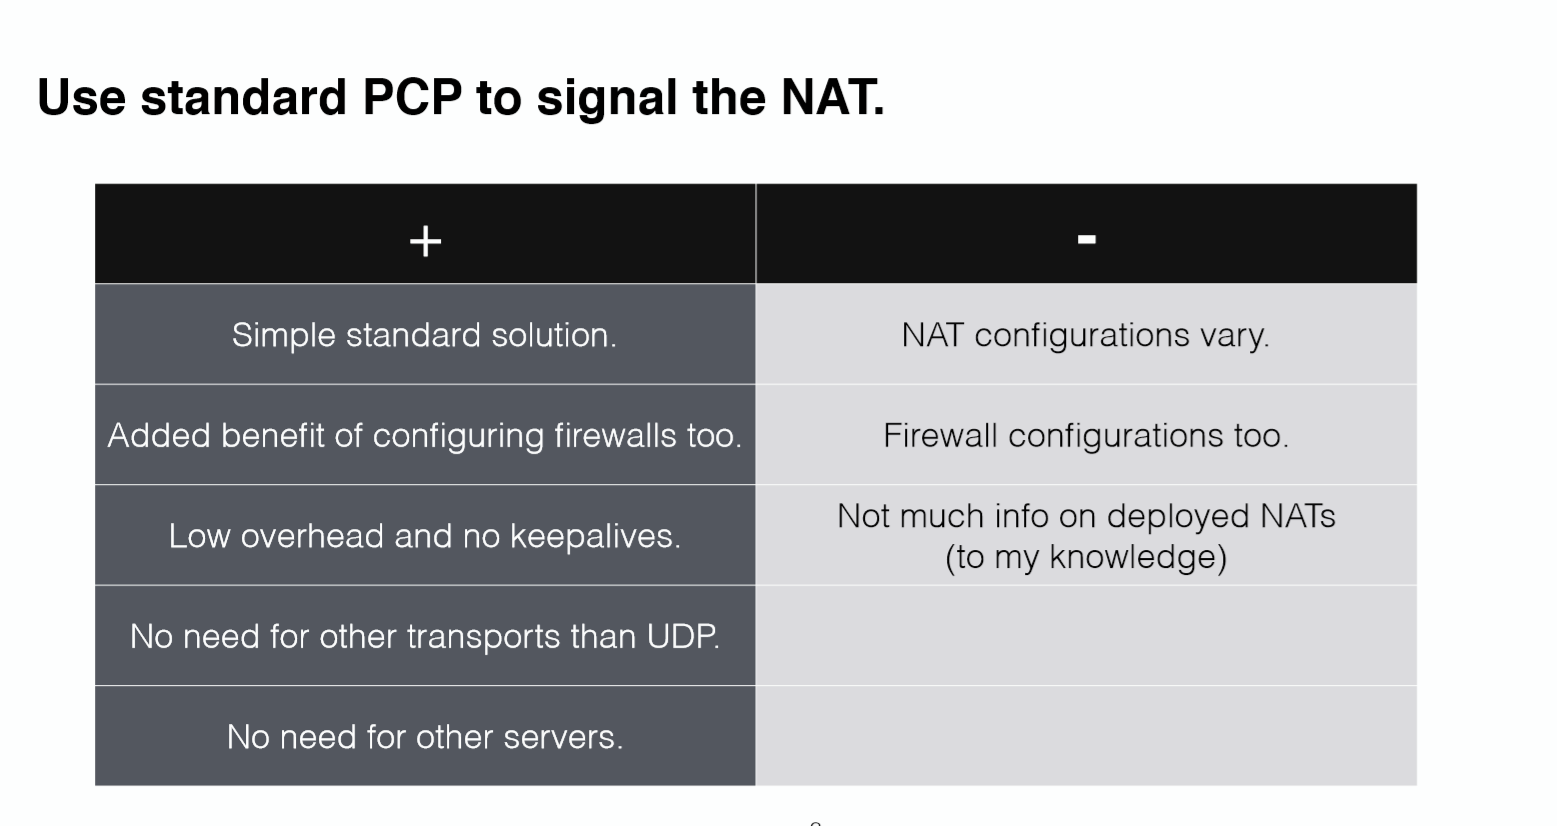 Use standard PCP to signal the NAT.
+
-
Simple standard solution.
NAT configurations vary.
Added benefit of configuring firewalls too.
Firewall configurations too.
Low overhead and no keepalives.
Not much info on deployed NATs
(to my knowledge)
No need for other transports than UDP.
No need for other servers.